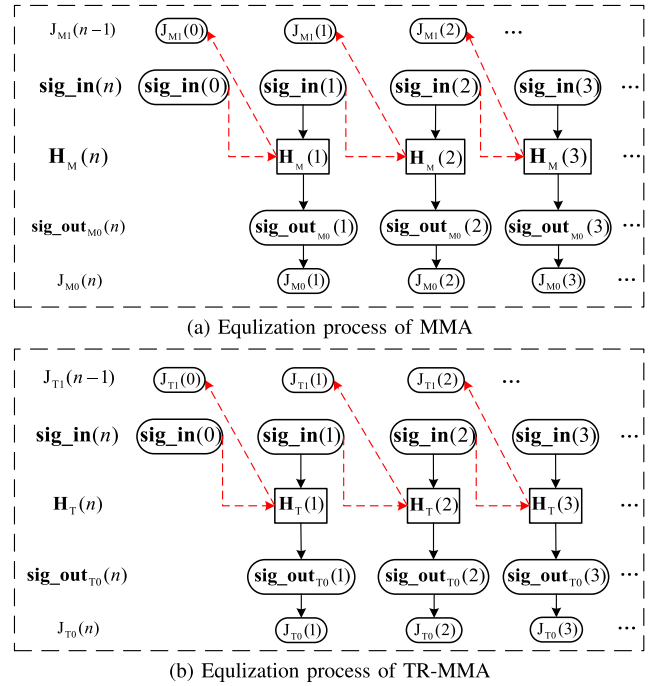 J_M1(n−1) J_M1(0) J_M1(1) J_M1(2) ...
sig_in(n) sig_in(0) sig_in(1) sig_in(2) sig_in(3) ...
H_M(n) H_M(1) H_M(2) H_M(3) ...
sig_out_M0(n) sig_out_M0(1) sig_out_M0(2) sig_out_M0(3) ...
J_M0(n) J_M0(1) J_M0(2) J_M0(3) ...
(a) Equlization process of MMA
J_T1(n−1) J_T1(0) J_T1(1) J_T1(2) ...
sig_in(n) sig_in(0) sig_in(1) sig_in(2) sig_in(3) ...
H_T(n) H_T(1) H_T(2) H_T(3) ...
sig_out_T0(n) sig_out_T0(1) sig_out_T0(2) sig_out_T0(3) ...
J_T0(n) J_T0(1) J_T0(2) J_T0(3) ...
(b) Equlization process of TR-MMA